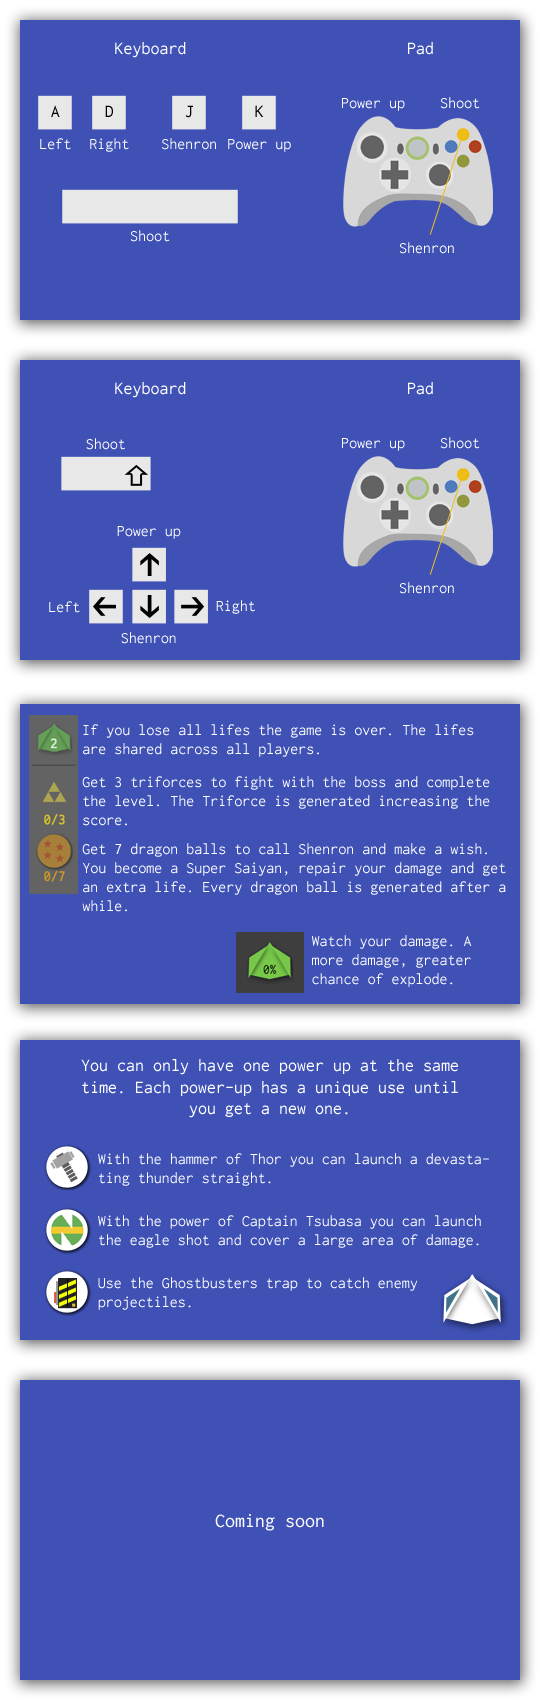 Keyboard
Pad
A
D
J
K
Left
Right
Shenron
Power up
Shoot
Power up
Shoot
Shenron
Keyboard
Pad
Shoot
Power up
Left
Right
Shenron
Power up
Shoot
Shenron
2
0/3
0/7
If you lose all lifes the game is over. The lifes
are shared across all players.
Get 3 triforces to fight with the boss and complete
the level. The Triforce is generated increasing the
score.
Get 7 dragon balls to call Shenron and make a wish.
You become a Super Saiyan, repair your damage and get
an extra life. Every dragon ball is generated after a
while.
0%
Watch your damage. A
more damage, greater
chance of explode.
You can only have one power up at the same
time. Each power-up has a unique use until
you get a new one.
With the hammer of Thor you can launch a devasta-
ting thunder straight.
With the power of Captain Tsubasa you can launch
the eagle shot and cover a large area of damage.
Use the Ghostbusters trap to catch enemy
projectiles.
Coming soon